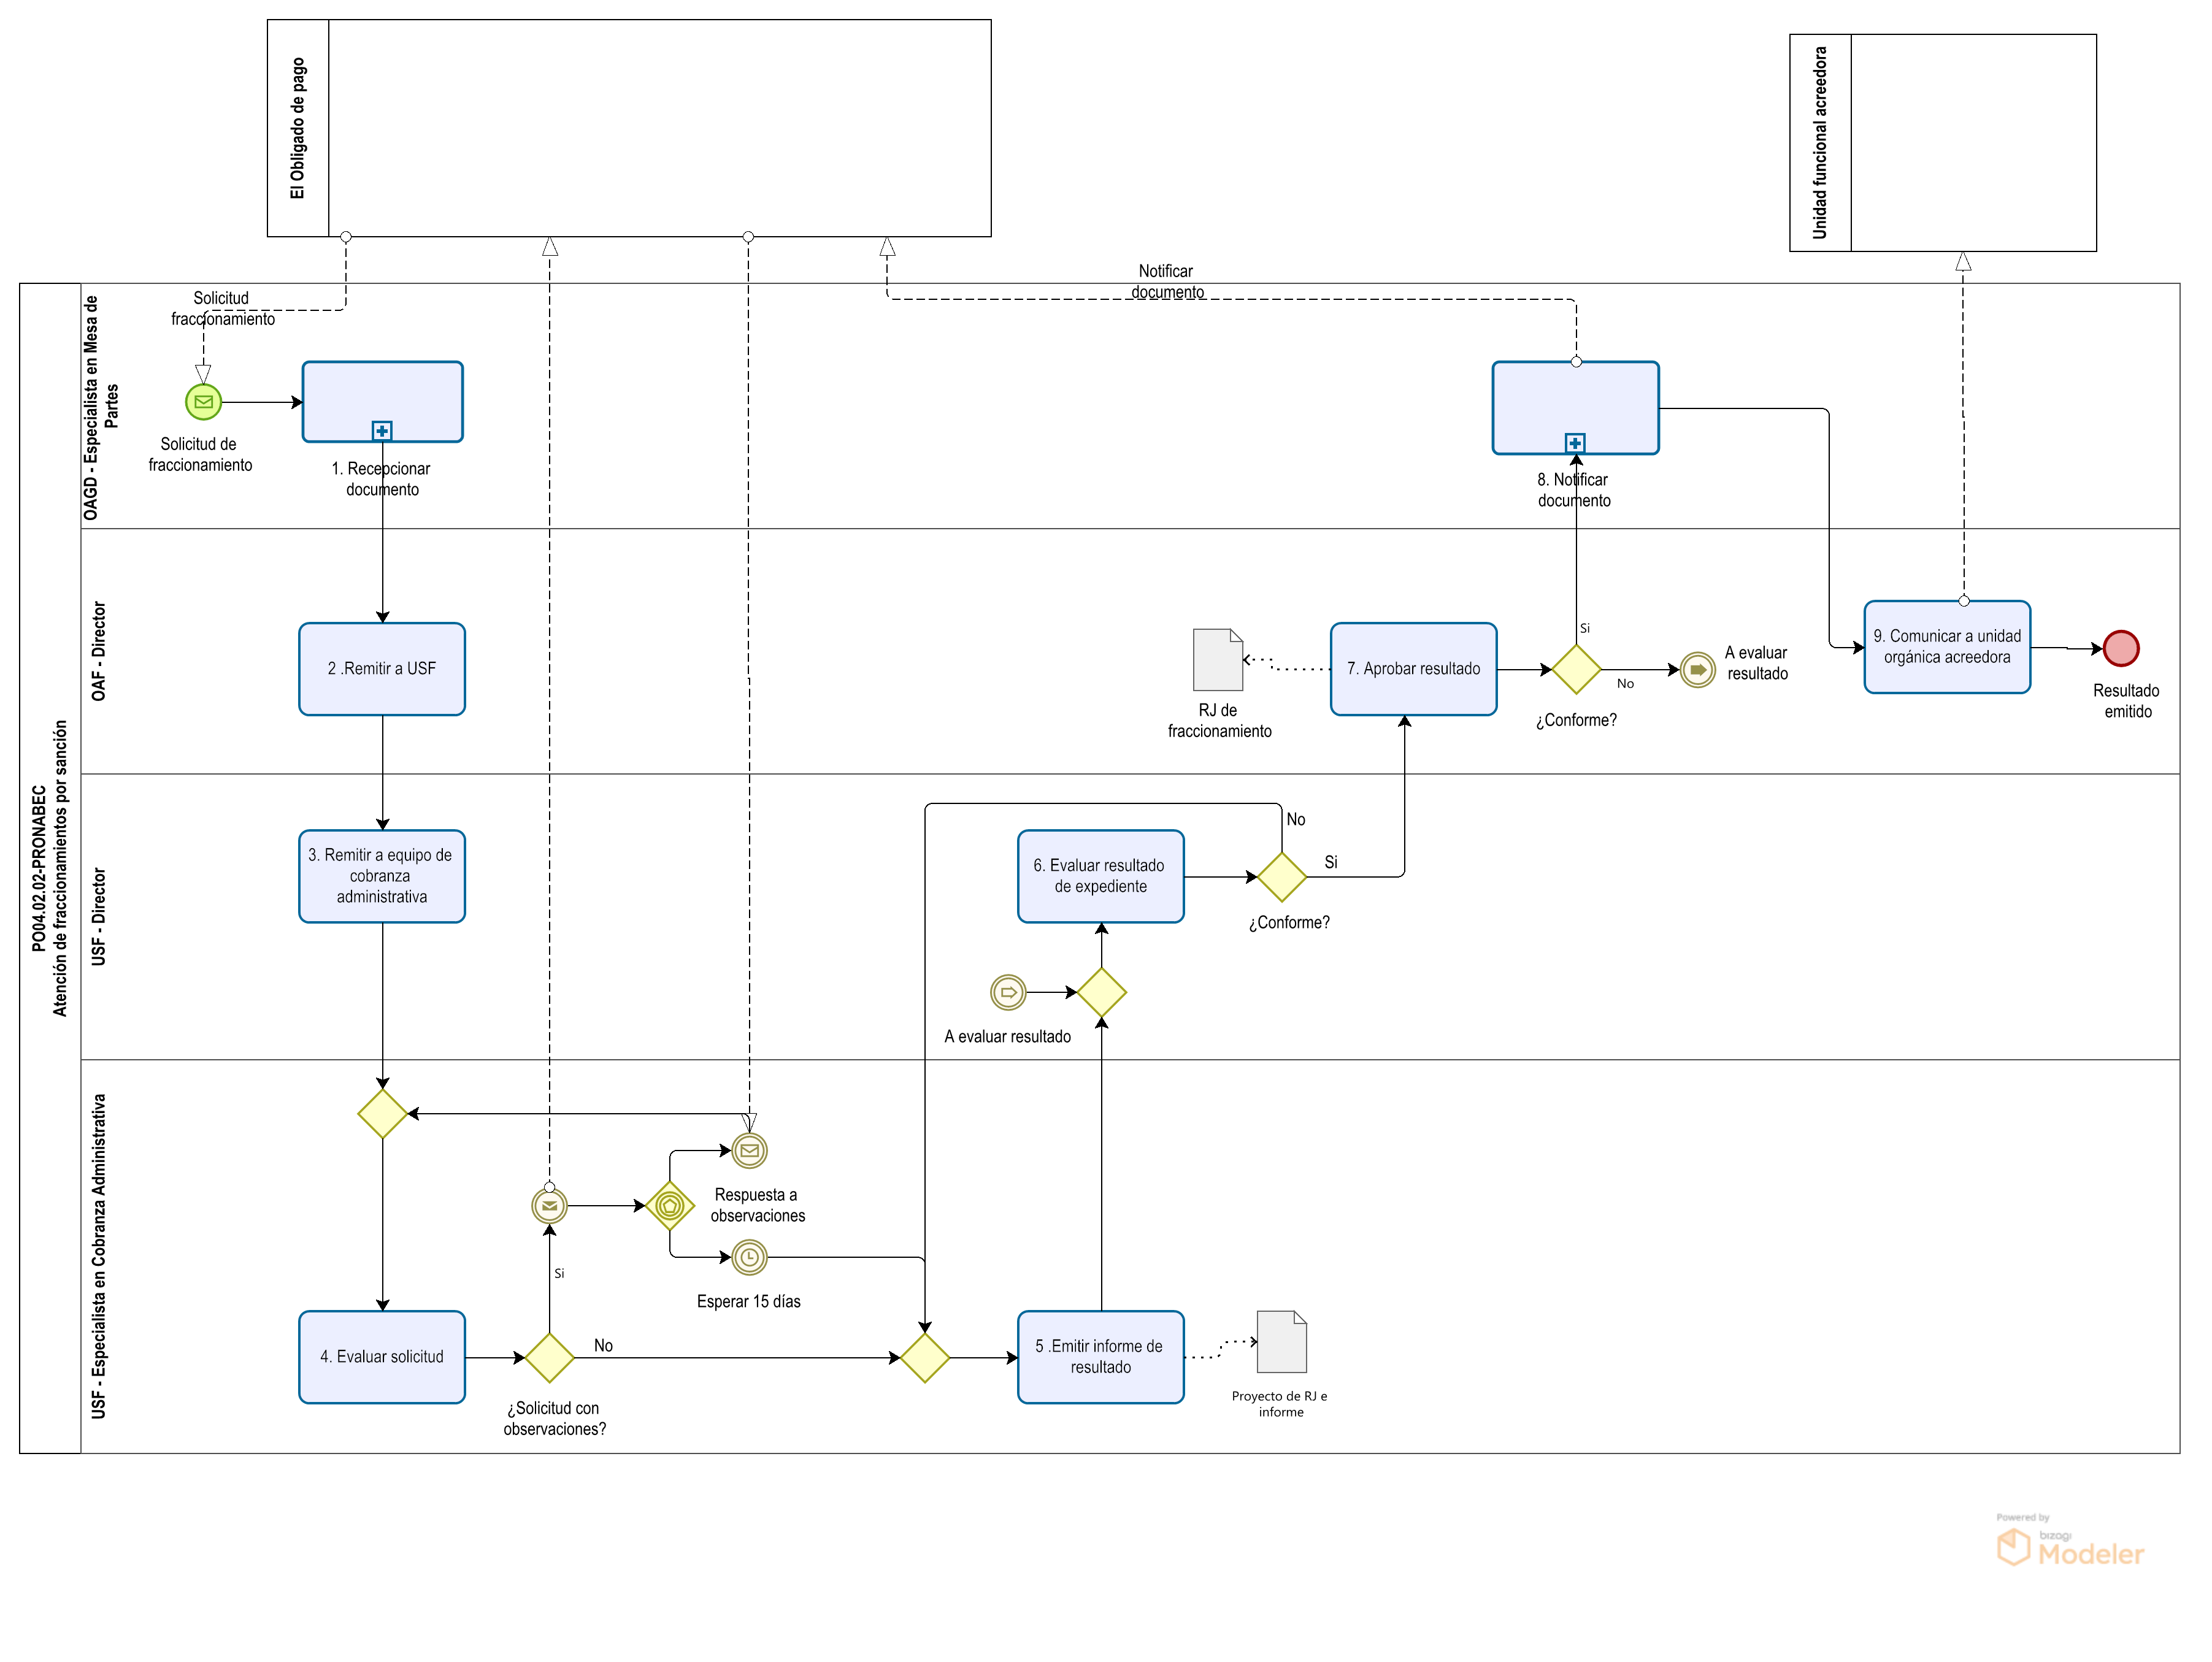 El Obligado de pago
Unidad funcional acreedora
PO04.02.02-PRONABEC
Atención de fraccionamientos por sanción
OAGD - Especialista en Mesa de
Partes
Solicitud
fraccionamiento
Notificar
documento
Solicitud de
fraccionamiento
1. Recepcionar
documento
8. Notificar
documento
OAF - Director
2 .Remitir a USF
RJ de
fraccionamiento
7. Aprobar resultado
Si
No
¿Conforme?
A evaluar
resultado
9. Comunicar a unidad
orgánica acreedora
Resultado
emitido
USF - Director
3. Remitir a equipo de
cobranza
administrativa
6. Evaluar resultado
de expediente
No
Si
¿Conforme?
A evaluar resultado
USF - Especialista en Cobranza Administrativa
Respuesta a
observaciones
Si
Esperar 15 días
4. Evaluar solicitud
No
¿Solicitud con
observaciones?
5 .Emitir informe de
resultado
Proyecto de RJ e
informe
Powered by
bizagi
Modeler